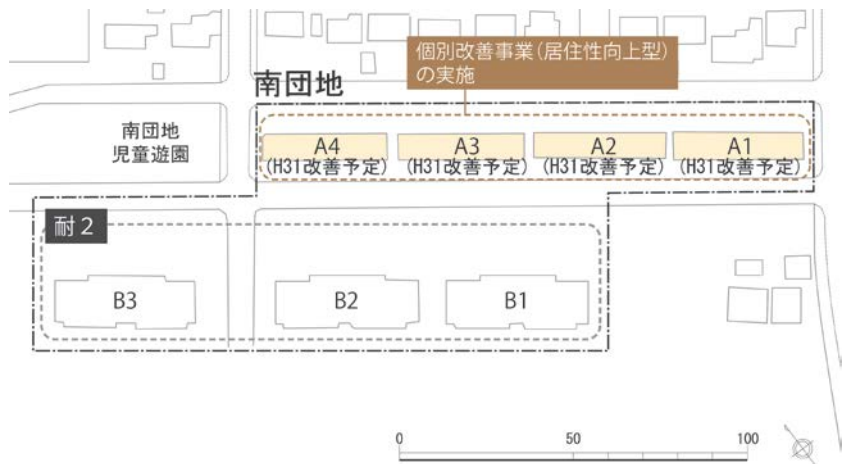 個別改善事業(居住性向上型)
の実施
南団地
南団地
児童遊園
A4
(H31改善予定)
A3
(H31改善予定)
A2
(H31改善予定)
A1
(H31改善予定)
耐2
B3
B2
B1
0
50
100